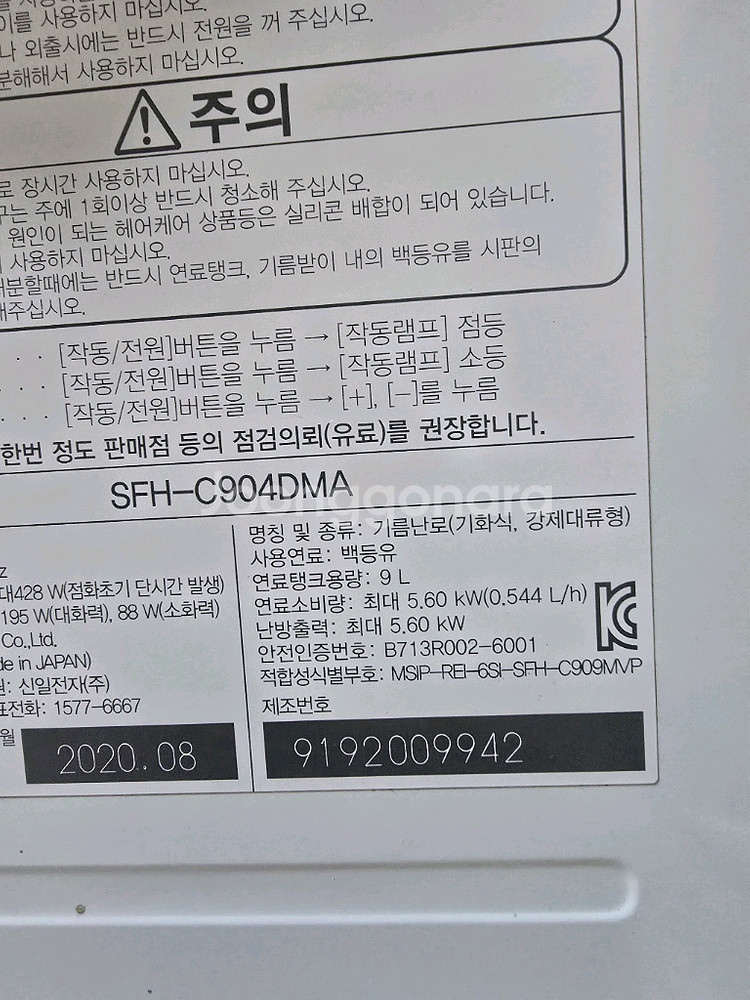 이를 사용하지 마십시오.
나 외출시에는 반드시 전원을 꺼 주십시오.
분해해서 사용하지 마십시오.
주의
로 장시간 사용하지 마십시오.
구는 주에 1회이상 반드시 청소해 주십시오.
원인이 되는 헤어케어 상품등은 실리콘 배합이 되어 있습니다.
사용하지 마십시오.
처분할때에는 반드시 연료탱크, 기름받이 내의 백등유를 시판의
해주십시오.
· · [작동/전원]버튼을 누름 → [작동램프] 점등
· · · [작동/전원]버튼을 누름 → [작동램프] 소등
· · · [작동/전원]버튼을 누름 → [+], [-]를 누름
한번 정도 판매점 등의 점검의뢰(유료)를 권장합니다.
SFH-C904DMA
joonggonara
z
대428 W(점화초기 단시간 발생)
195 W(대화력), 88 W(소화력)
Co.,Ltd.
de in JAPAN)
원: 신일전자(주)
표전화: 1577-6667
월
2020.08
명칭 및 종류: 기름난로(기화식, 강제대류형)
사용연료: 백등유
연료탱크용량: 9 L
연료소비량: 최대 5.60 kW(0.544 L/h)
난방출력: 최대 5.60 kW
안전인증번호: B713R002-6001
적합성식별부호: MSIP-REI-6SI-SFH-C909MVP
제조번호
9192009942